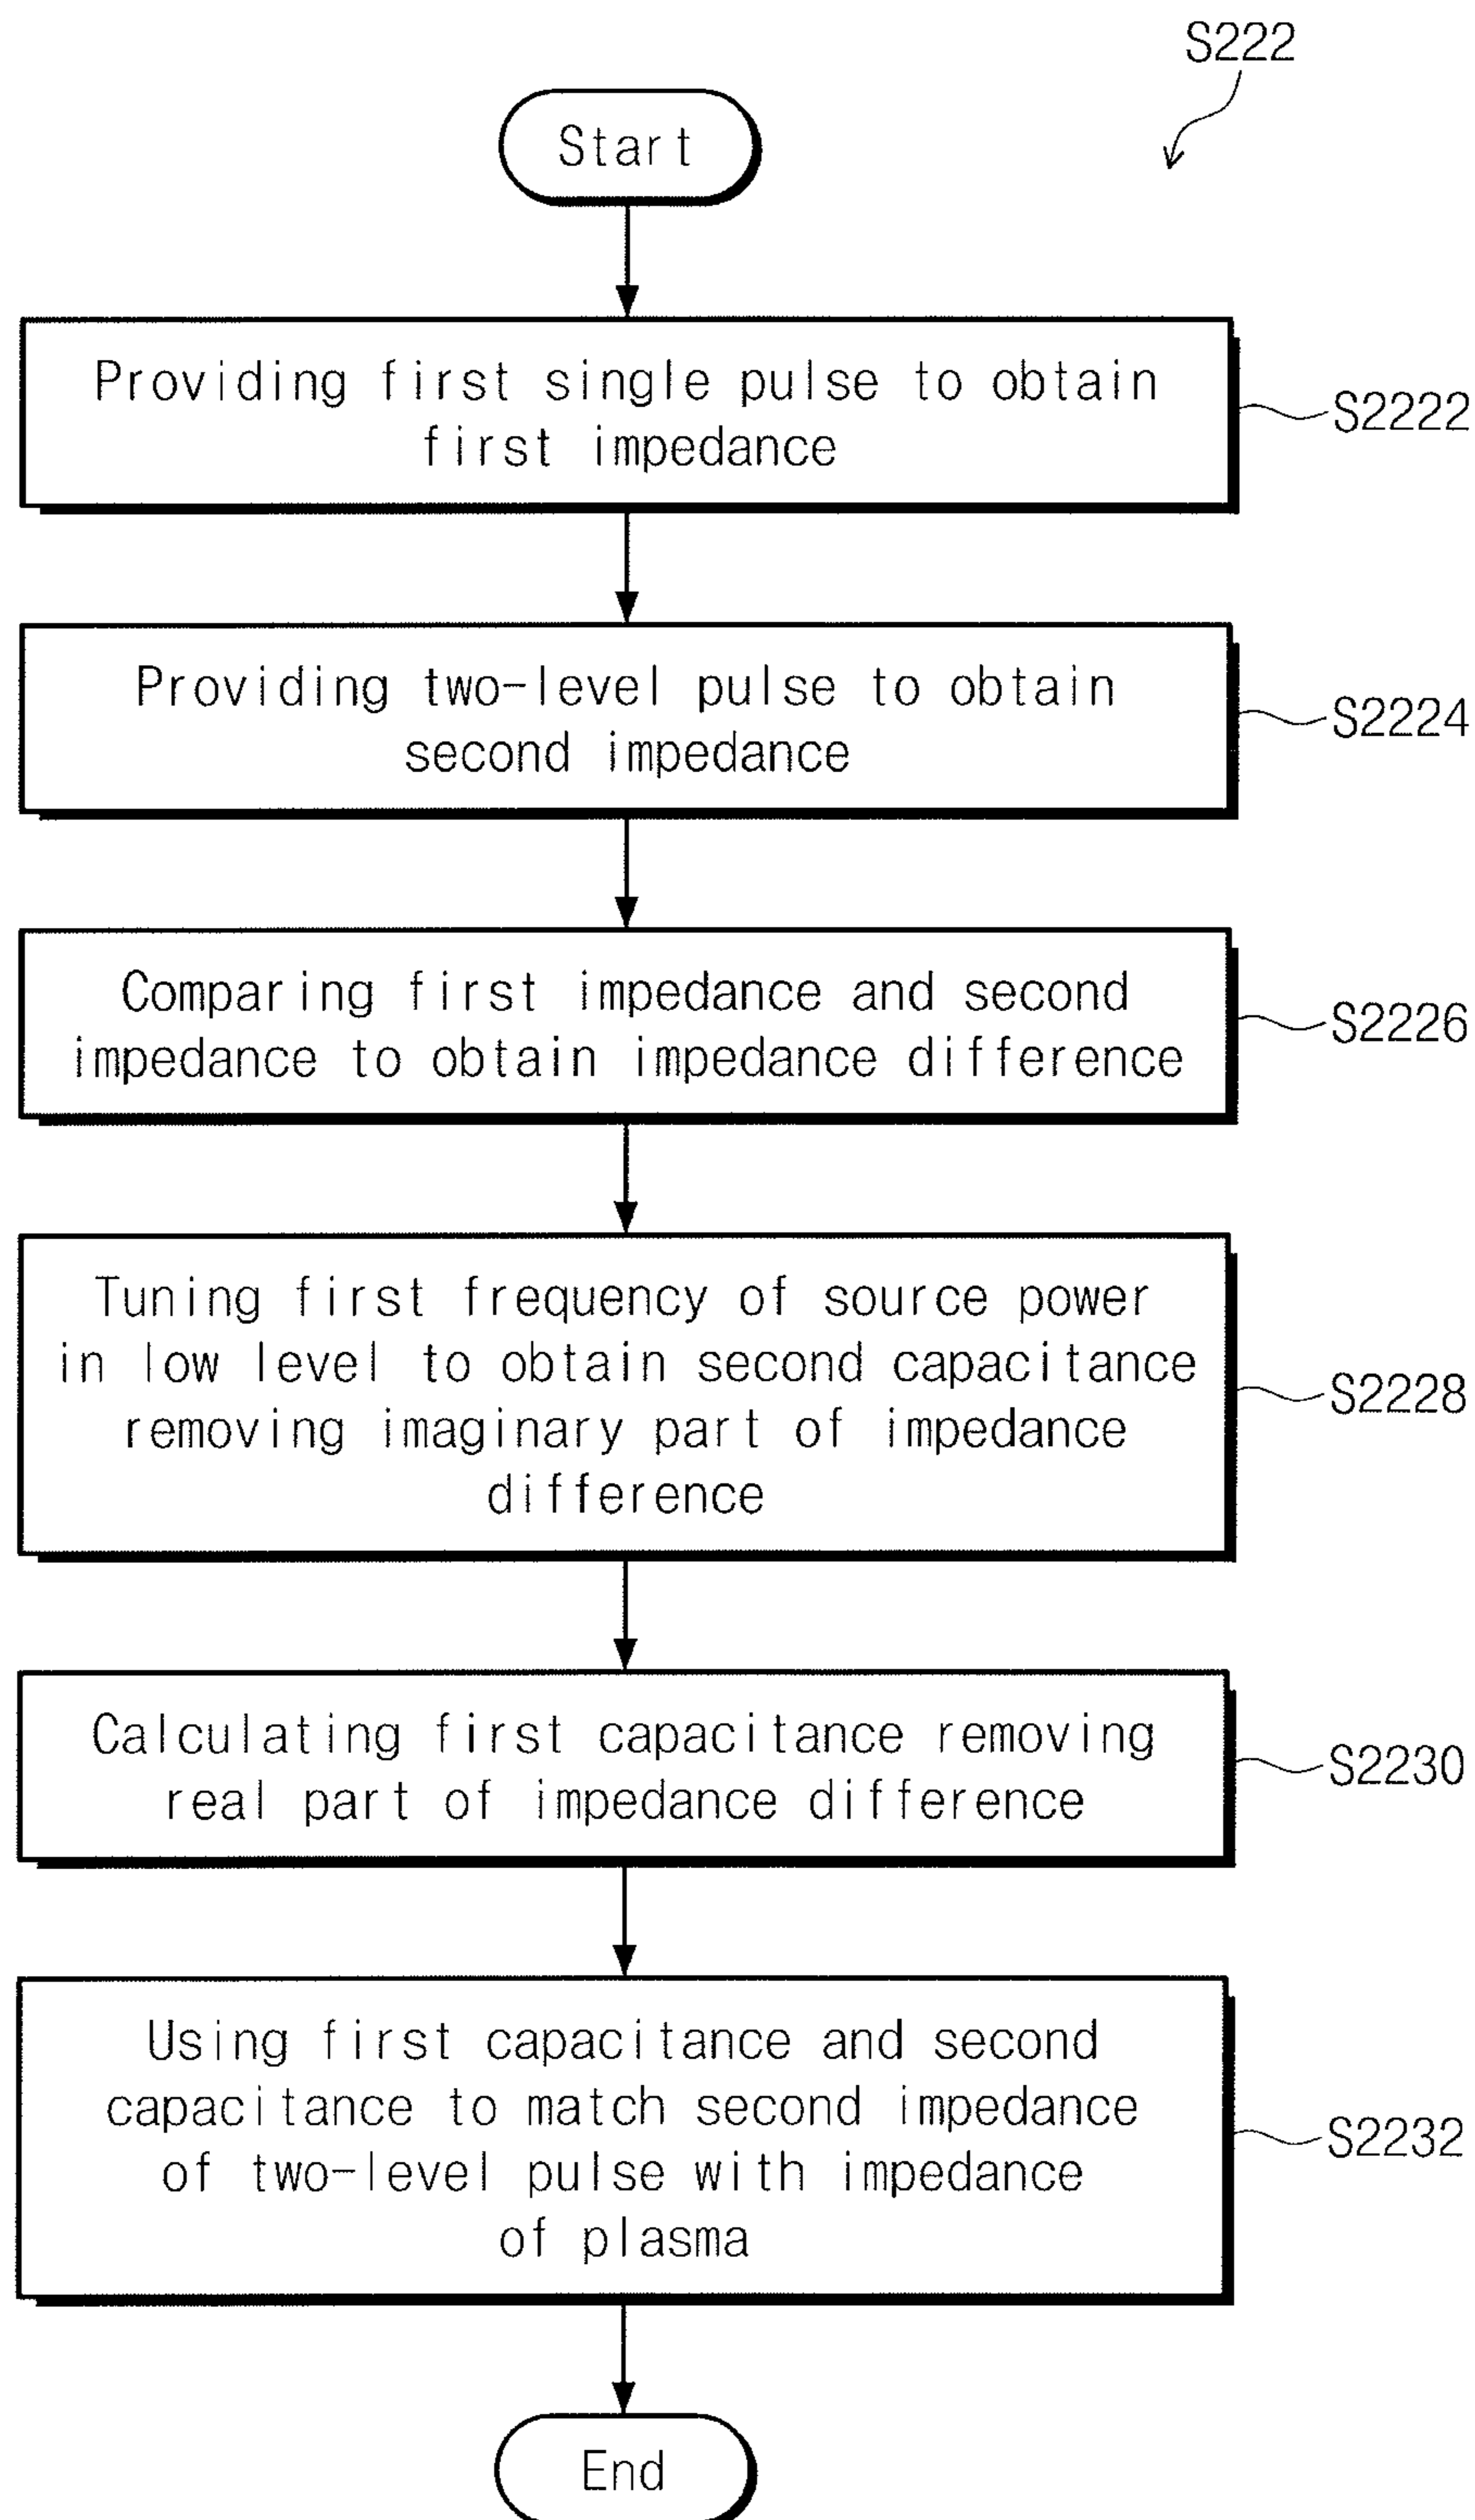 S222
Start
Providing first single pulse to obtain
first impedance
S2222
Providing two-level pulse to obtain
second impedance
S2224
Comparing first impedance and second
impedance to obtain impedance difference
S2226
Tuning first frequency of source power
in low level to obtain second capacitance
removing imaginary part of impedance
difference
S2228
Calculating first capacitance removing
real part of impedance difference
S2230
Using first capacitance and second
capacitance to match second impedance
of two-level pulse with impedance
of plasma
S2232
End